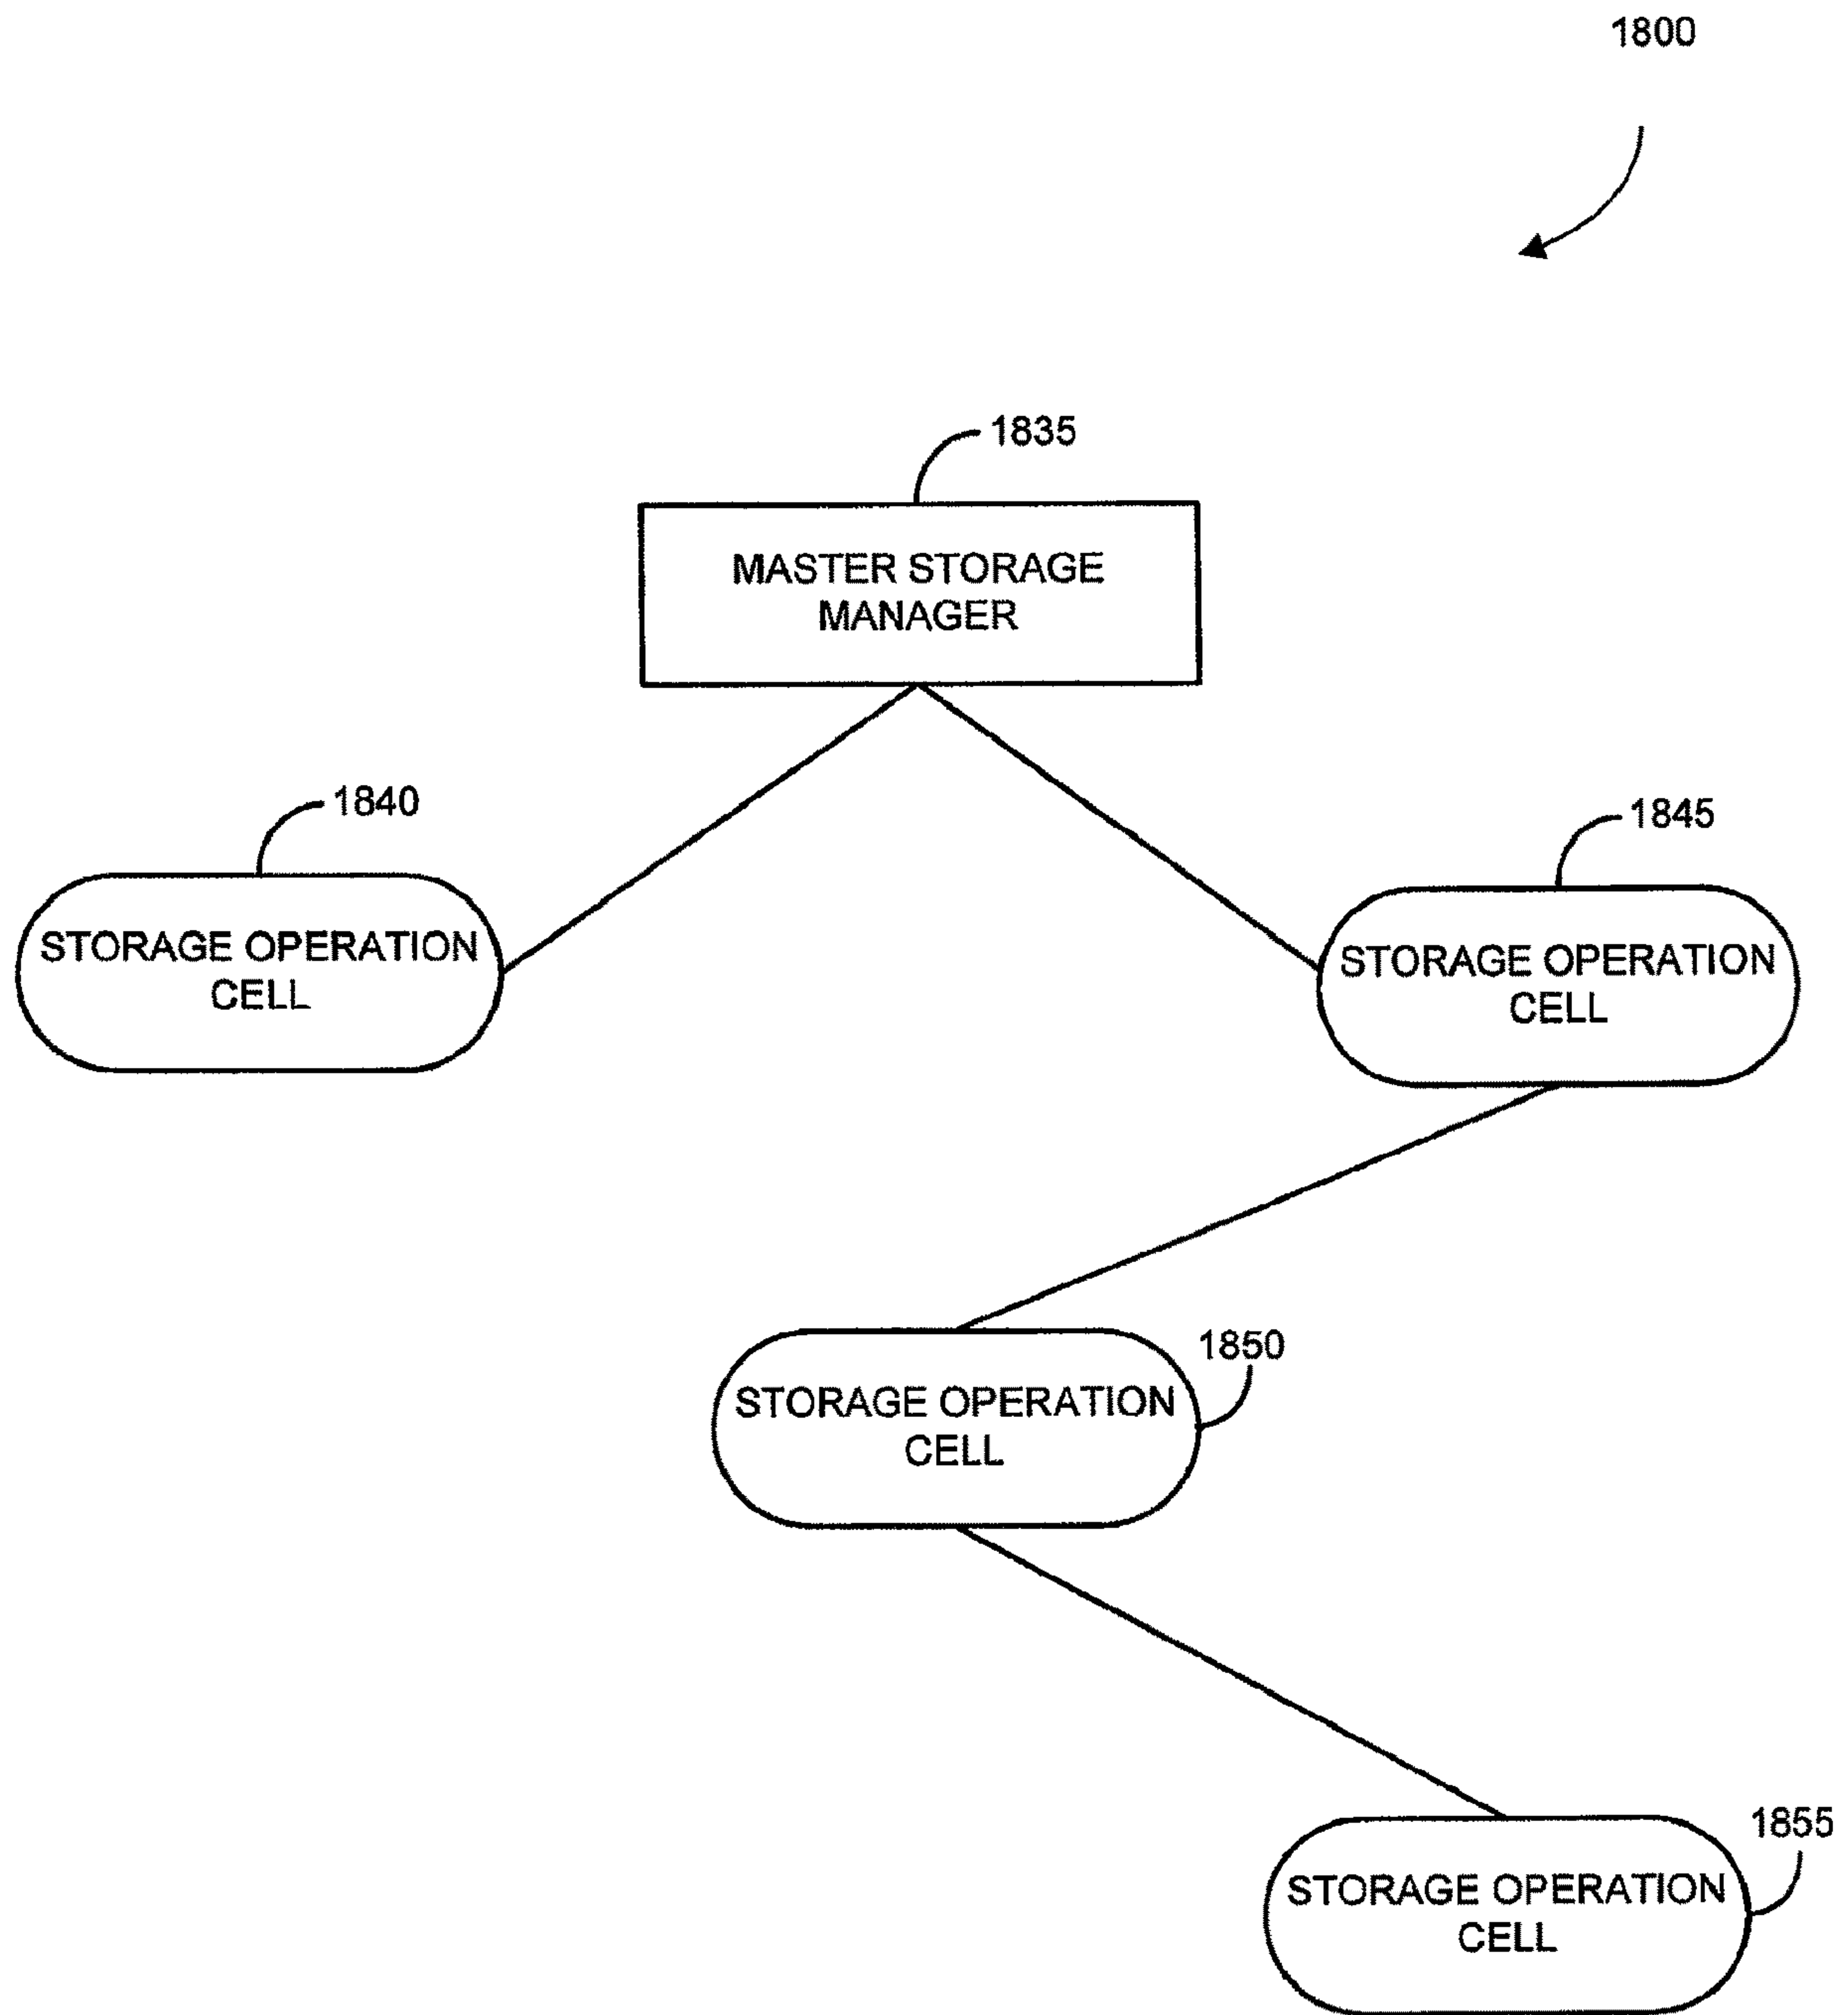 1800
1835
MASTER STORAGE
MANAGER
1840
1845
STORAGE OPERATION
CELL
STORAGE OPERATION
CELL
1850
STORAGE OPERATION
CELL
1855
STORAGE OPERATION
CELL